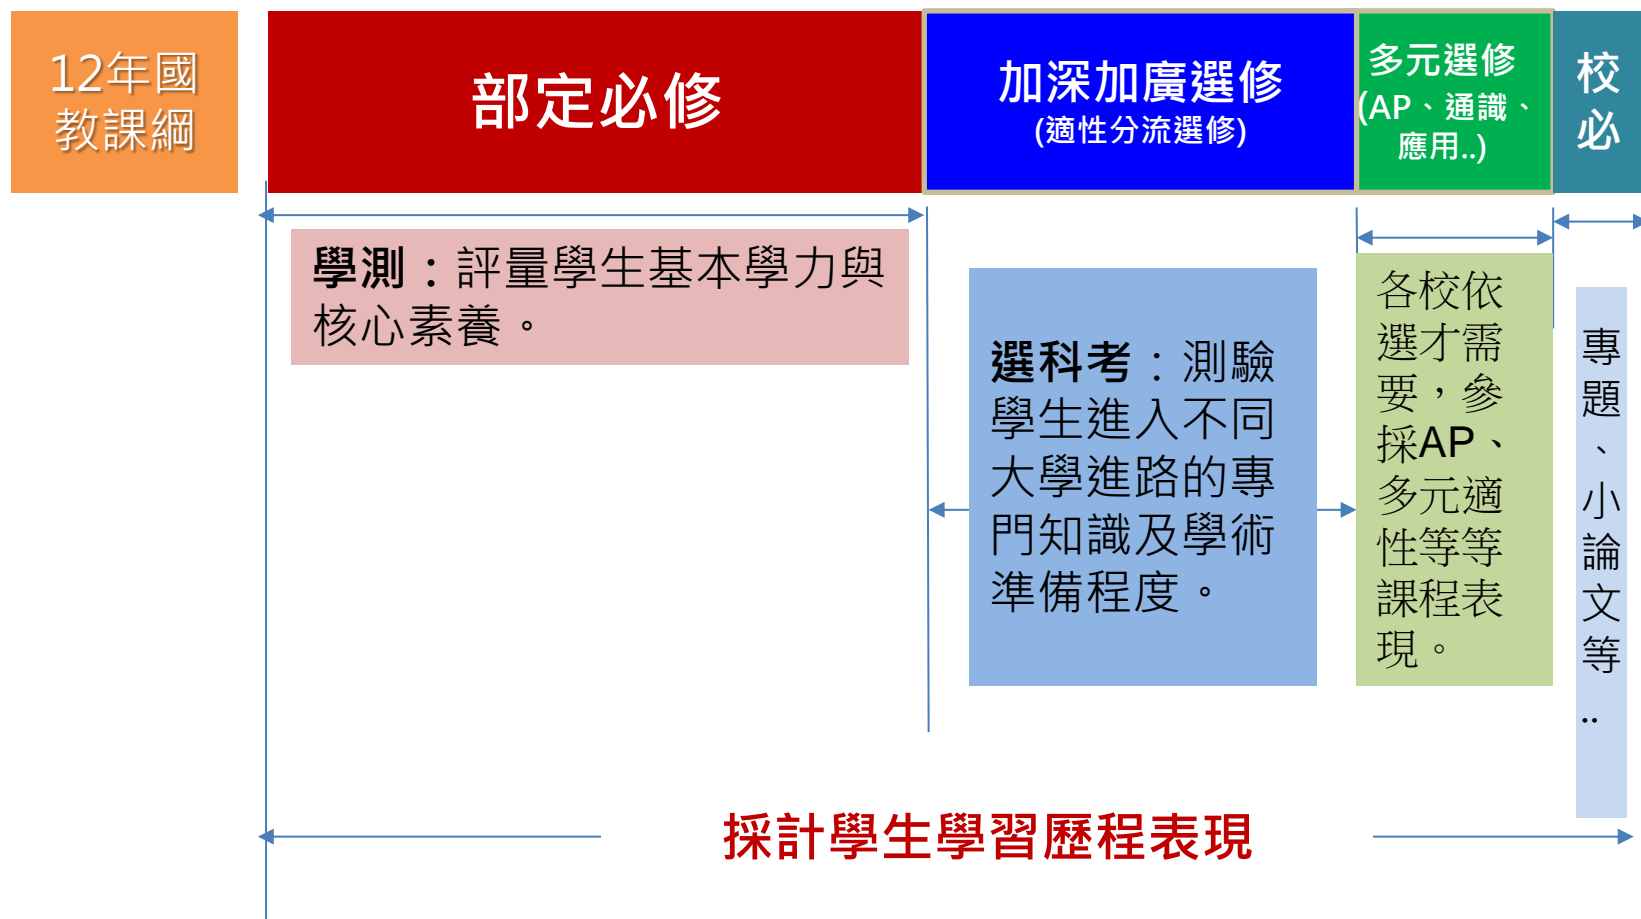 12年國
教課綱
部定必修
加深加廣選修
(適性分流選修)
多元選修
(AP、通識、
應用..)
校
必
學測：評量學生基本學力與
核心素養。
選科考：測驗
學生進入不同
大學進路的專
門知識及學術
準備程度。
各校依
選才需
要，參
採AP、
多元適
性等等
課程表
現。
專
題
、
小
論
文
等
..
採計學生學習歷程表現